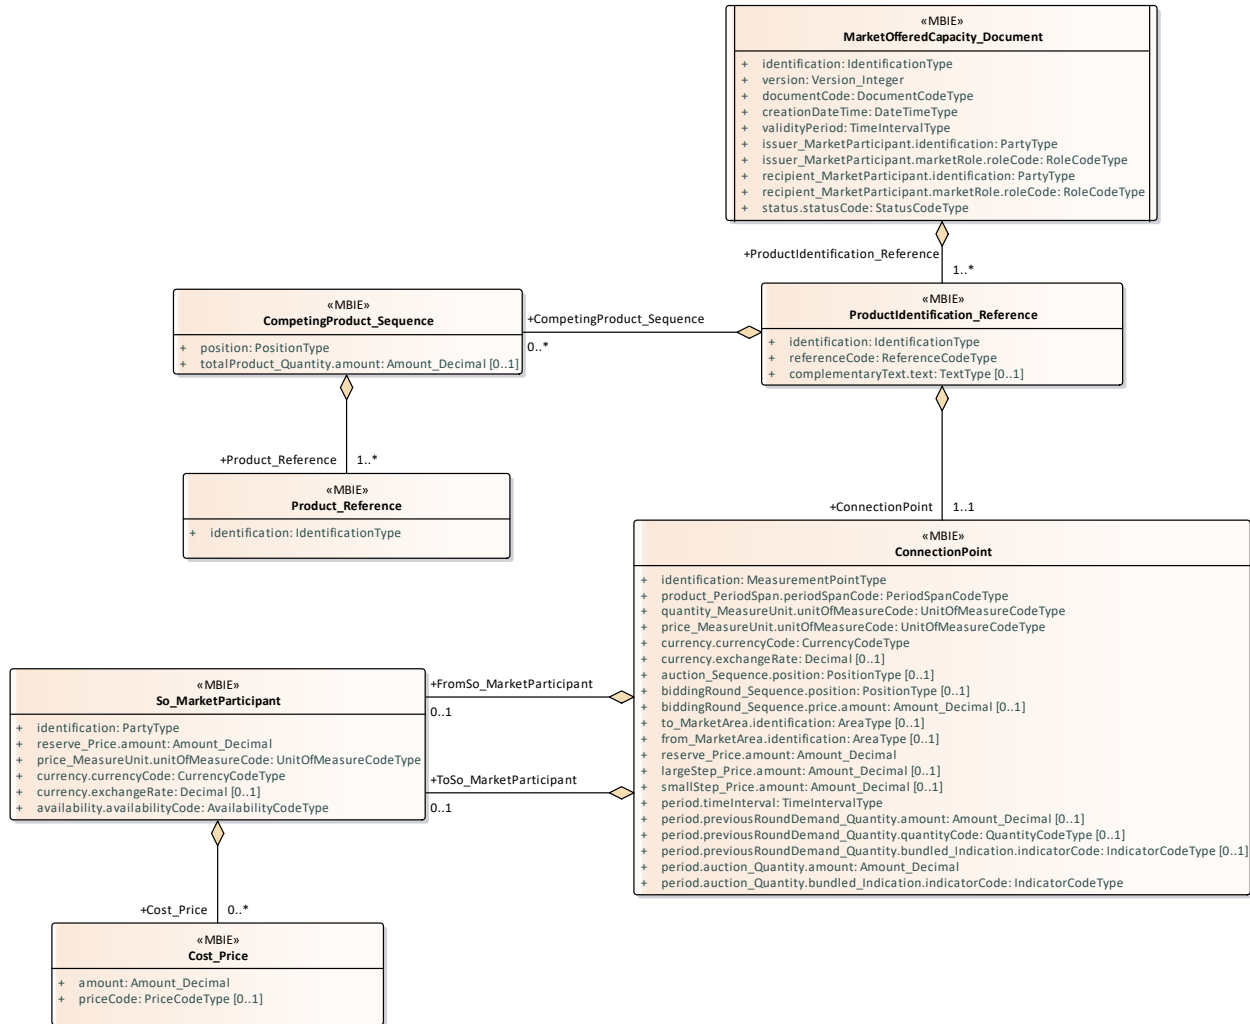 «MBIE»
MarketOfferedCapacity_Document
+ identification: IdentificationType
+ version: Version_Integer
+ documentCode: DocumentCodeType
+ creationDateTime: DateTimeType
+ validityPeriod: TimeIntervalType
+ issuer_MarketParticipant.identification: PartyType
+ issuer_MarketParticipant.marketRole.roleCode: RoleCodeType
+ recipient_MarketParticipant.identification: PartyType
+ recipient_MarketParticipant.marketRole.roleCode: RoleCodeType
+ status.statusCode: StatusCodeType
+ProductIdentification_Reference
1..*
«MBIE»
ProductIdentification_Reference
+ identification: IdentificationType
+ referenceCode: ReferenceCodeType
+ complementaryText.text: TextType [0..1]
+CompetingProduct_Sequence
0..*
«MBIE»
CompetingProduct_Sequence
+ position: PositionType
+ totalProduct_Quantity.amount: Amount_Decimal [0..1]
+Product_Reference 1..*
«MBIE»
Product_Reference
+ identification: IdentificationType
+ConnectionPoint 1..1
«MBIE»
ConnectionPoint
+ identification: MeasurementPointType
+ product_PeriodSpan.periodSpanCode: PeriodSpanCodeType
+ quantity_MeasureUnit.unitOfMeasureCode: UnitOfMeasureCodeType
+ price_MeasureUnit.unitOfMeasureCode: UnitOfMeasureCodeType
+ currency.currencyCode: CurrencyCodeType
+ currency.exchangeRate: Decimal [0..1]
+ auction_Sequence.position: PositionType [0..1]
+ biddingRound_Sequence.position: PositionType [0..1]
+ biddingRound_Sequence.price.amount: Amount_Decimal [0..1]
+ to_MarketArea.identification: AreaType [0..1]
+ from_MarketArea.identification: AreaType [0..1]
+ reserve_Price.amount: Amount_Decimal
+ largeStep_Price.amount: Amount_Decimal [0..1]
+ smallStep_Price.amount: Amount_Decimal [0..1]
+ period.timeInterval: TimeIntervalType
+ period.previousRoundDemand_Quantity.amount: Amount_Decimal [0..1]
+ period.previousRoundDemand_Quantity.quantityCode: QuantityCodeType [0..1]
+ period.previousRoundDemand_Quantity.bundled_Indication.indicatorCode: IndicatorCodeType [0..1]
+ period.auction_Quantity.amount: Amount_Decimal
+ period.auction_Quantity.bundled_Indication.indicatorCode: IndicatorCodeType
+FromSo_MarketParticipant
0..1
+ToSo_MarketParticipant
0..1
«MBIE»
So_MarketParticipant
+ identification: PartyType
+ reserve_Price.amount: Amount_Decimal
+ price_MeasureUnit.unitOfMeasureCode: UnitOfMeasureCodeType
+ currency.currencyCode: CurrencyCodeType
+ currency.exchangeRate: Decimal [0..1]
+ availability.availabilityCode: AvailabilityCodeType
+Cost_Price 0..*
«MBIE»
Cost_Price
+ amount: Amount_Decimal
+ priceCode: PriceCodeType [0..1]